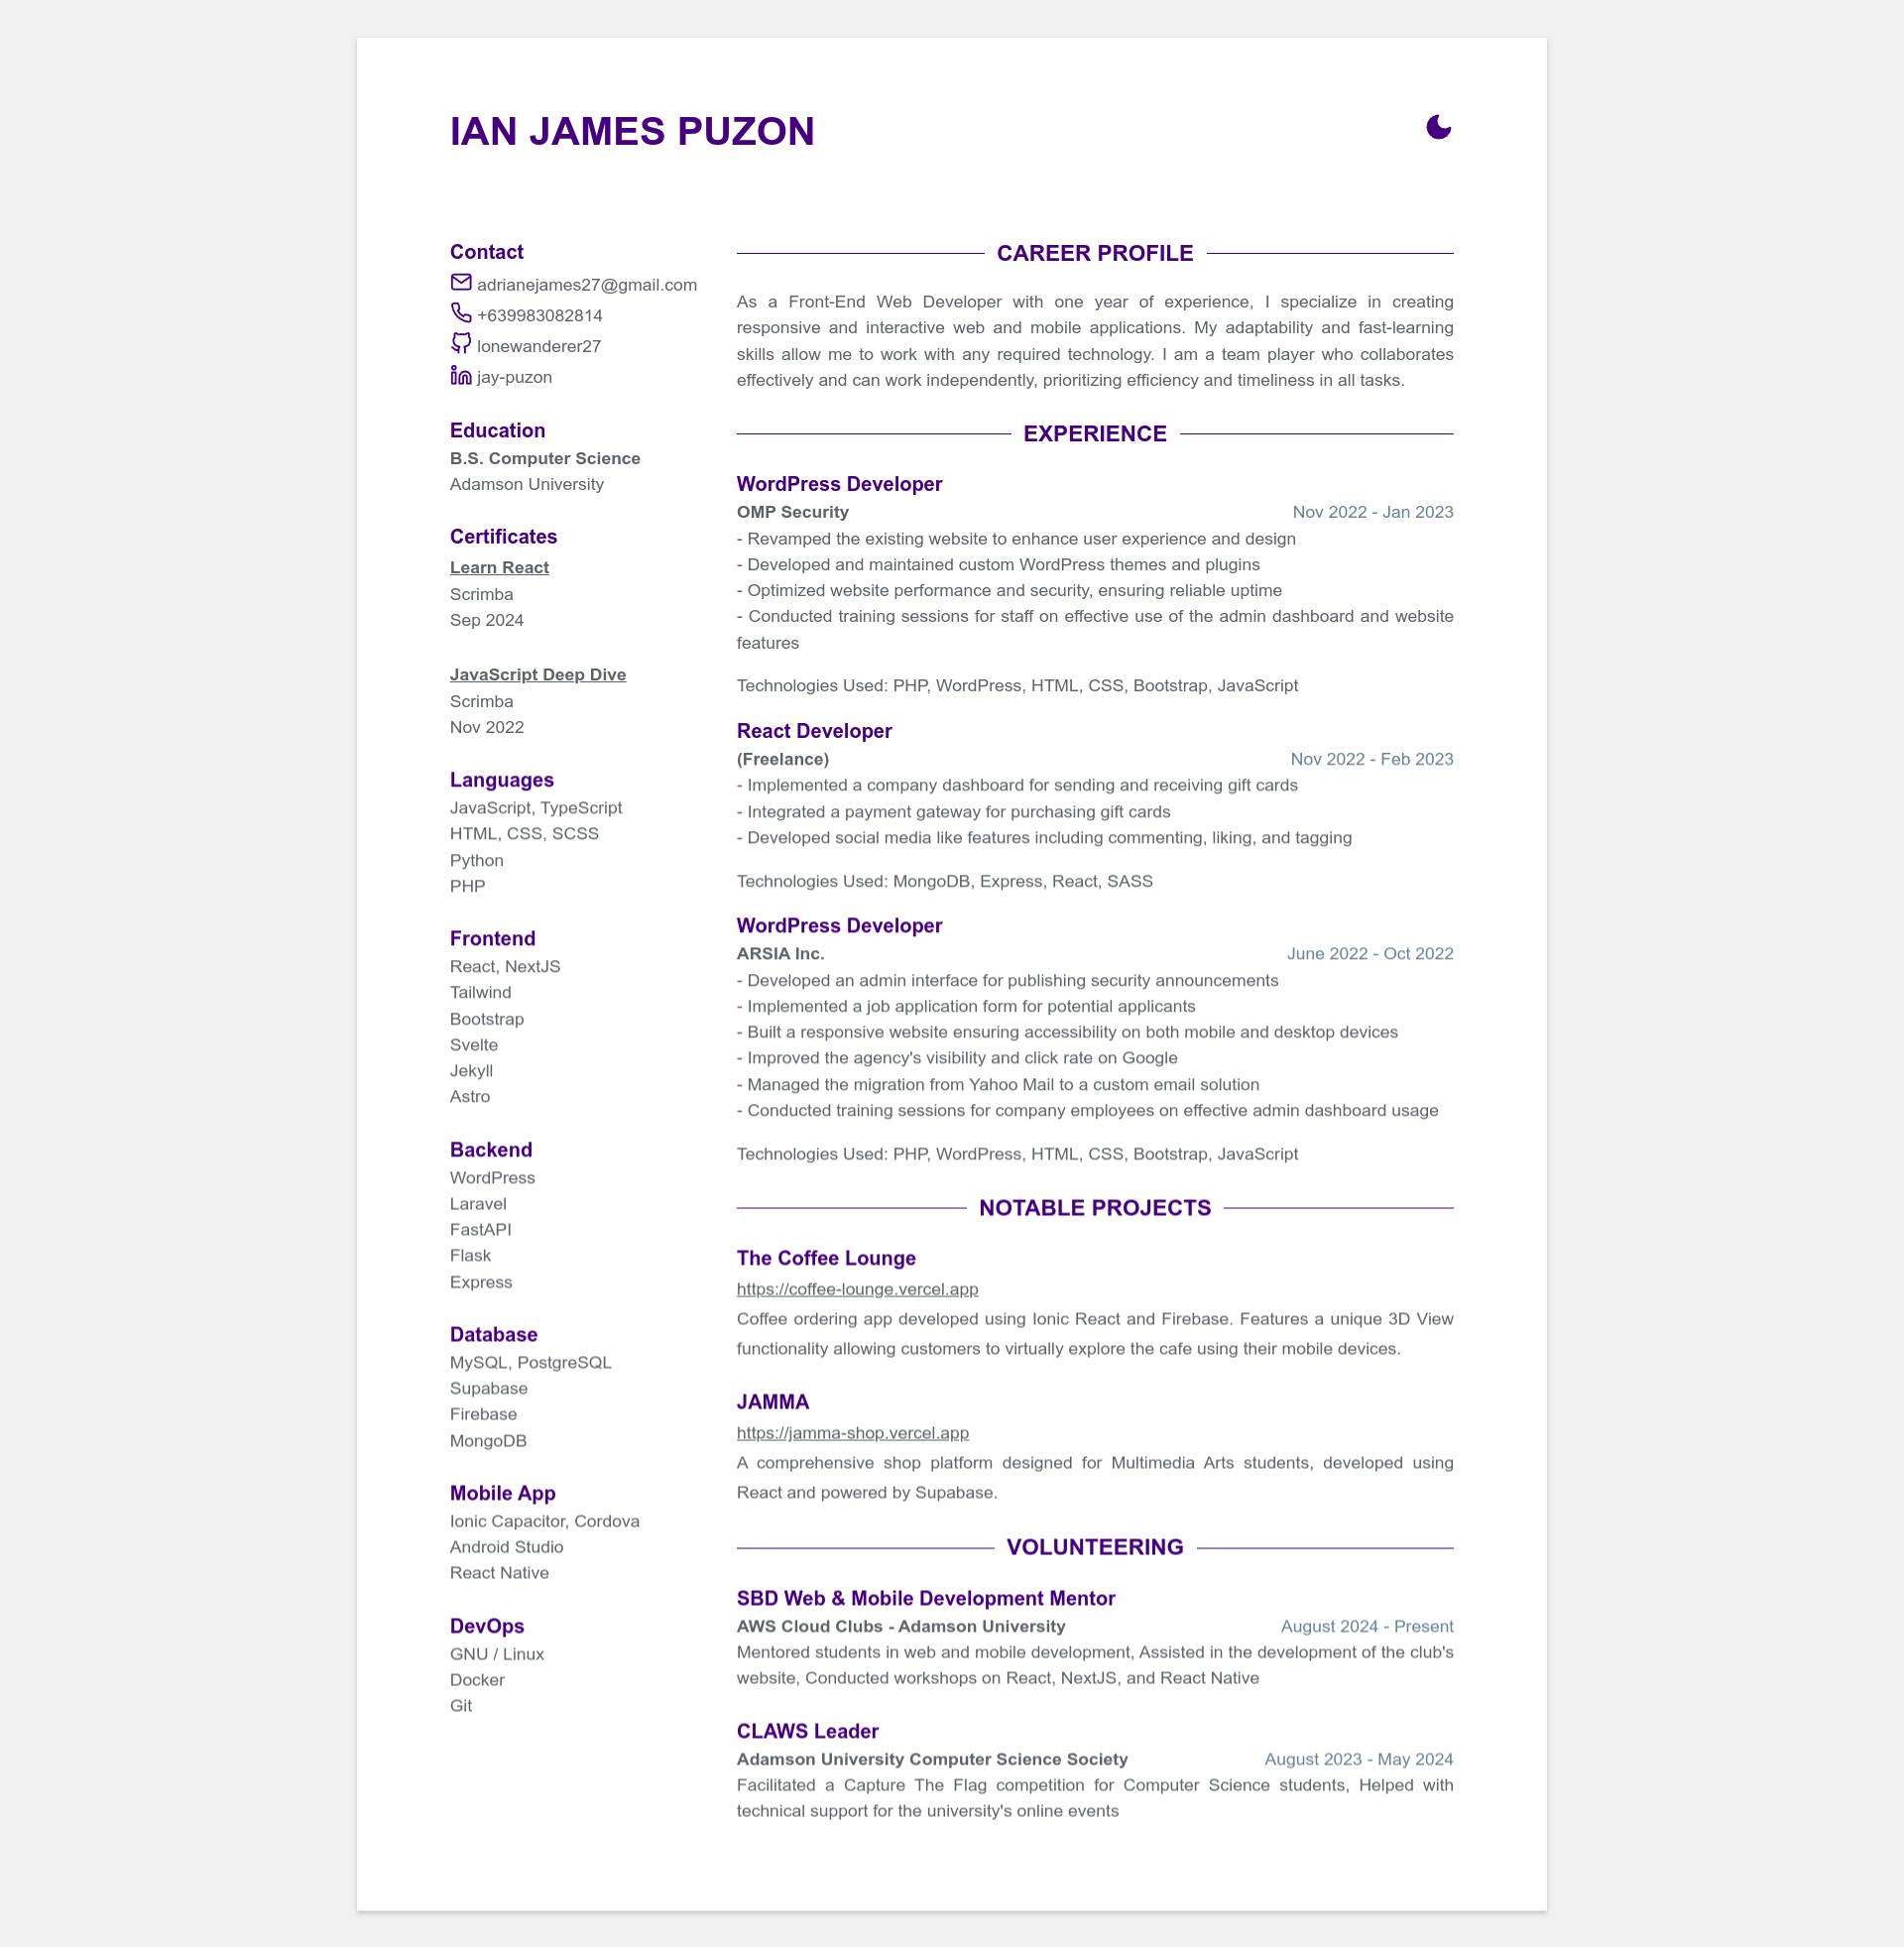 IAN JAMES PUZON
Contact
adrianejames27@gmail.com
+639983082814
lonewanderer27
jay-puzon
Education
B.S. Computer Science
Adamson University
Certificates
Learn React
Scrimba
Sep 2024
JavaScript Deep Dive
Scrimba
Nov 2022
Languages
JavaScript, TypeScript
HTML, CSS, SCSS
Python
PHP
Frontend
React, NextJS
Tailwind
Bootstrap
Svelte
Jekyll
Astro
Backend
WordPress
Laravel
FastAPI
Flask
Express
Database
MySQL, PostgreSQL
Supabase
Firebase
MongoDB
Mobile App
Ionic Capacitor, Cordova
Android Studio
React Native
DevOps
GNU / Linux
Docker
Git
CAREER PROFILE
As a Front-End Web Developer with one year of experience, I specialize in creating
responsive and interactive web and mobile applications. My adaptability and fast-learning
skills allow me to work with any required technology. I am a team player who collaborates
effectively and can work independently, prioritizing efficiency and timeliness in all tasks.
EXPERIENCE
WordPress Developer
OMP Security Nov 2022 - Jan 2023
- Revamped the existing website to enhance user experience and design
- Developed and maintained custom WordPress themes and plugins
- Optimized website performance and security, ensuring reliable uptime
- Conducted training sessions for staff on effective use of the admin dashboard and website
features
Technologies Used: PHP, WordPress, HTML, CSS, Bootstrap, JavaScript
React Developer
(Freelance) Nov 2022 - Feb 2023
- Implemented a company dashboard for sending and receiving gift cards
- Integrated a payment gateway for purchasing gift cards
- Developed social media like features including commenting, liking, and tagging
Technologies Used: MongoDB, Express, React, SASS
WordPress Developer
ARSIA Inc. June 2022 - Oct 2022
- Developed an admin interface for publishing security announcements
- Implemented a job application form for potential applicants
- Built a responsive website ensuring accessibility on both mobile and desktop devices
- Improved the agency's visibility and click rate on Google
- Managed the migration from Yahoo Mail to a custom email solution
- Conducted training sessions for company employees on effective admin dashboard usage
Technologies Used: PHP, WordPress, HTML, CSS, Bootstrap, JavaScript
NOTABLE PROJECTS
The Coffee Lounge
https://coffee-lounge.vercel.app
Coffee ordering app developed using Ionic React and Firebase. Features a unique 3D View
functionality allowing customers to virtually explore the cafe using their mobile devices.
JAMMA
https://jamma-shop.vercel.app
A comprehensive shop platform designed for Multimedia Arts students, developed using
React and powered by Supabase.
VOLUNTEERING
SBD Web & Mobile Development Mentor
AWS Cloud Clubs - Adamson University August 2024 - Present
Mentored students in web and mobile development, Assisted in the development of the club's
website, Conducted workshops on React, NextJS, and React Native
CLAWS Leader
Adamson University Computer Science Society August 2023 - May 2024
Facilitated a Capture The Flag competition for Computer Science students, Helped with
technical support for the university's online events